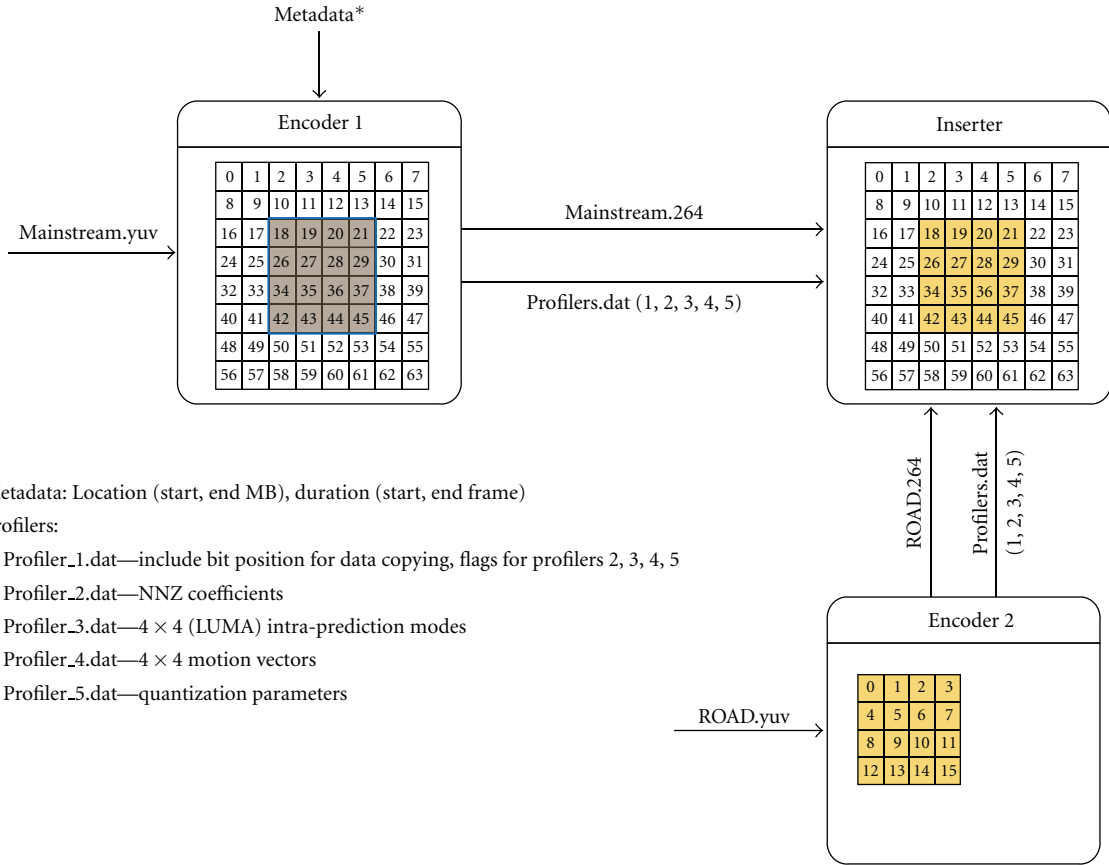 Metadata*
Encoder 1
0 1 2 3 4 5 6 7
8 9 10 11 12 13 14 15
16 17 18 19 20 21 22 23
24 25 26 27 28 29 30 31
32 33 34 35 36 37 38 39
40 41 42 43 44 45 46 47
48 49 50 51 52 53 54 55
56 57 58 59 60 61 62 63
Mainstream.yuv
Mainstream.264
Profilers.dat (1, 2, 3, 4, 5)
Inserter
0 1 2 3 4 5 6 7
8 9 10 11 12 13 14 15
16 17 18 19 20 21 22 23
24 25 26 27 28 29 30 31
32 33 34 35 36 37 38 39
40 41 42 43 44 45 46 47
48 49 50 51 52 53 54 55
56 57 58 59 60 61 62 63
etadata: Location (start, end MB), duration (start, end frame)
rofilers:
Profiler_1.dat—include bit position for data copying, flags for profilers 2, 3, 4, 5
Profiler_2.dat—NNZ coefficients
Profiler_3.dat—4 × 4 (LUMA) intra-prediction modes
Profiler_4.dat—4 × 4 motion vectors
Profiler_5.dat—quantization parameters
ROAD.264
Profilers.dat
(1, 2, 3, 4, 5)
Encoder 2
0 1 2 3
4 5 6 7
8 9 10 11
12 13 14 15
ROAD.yuv